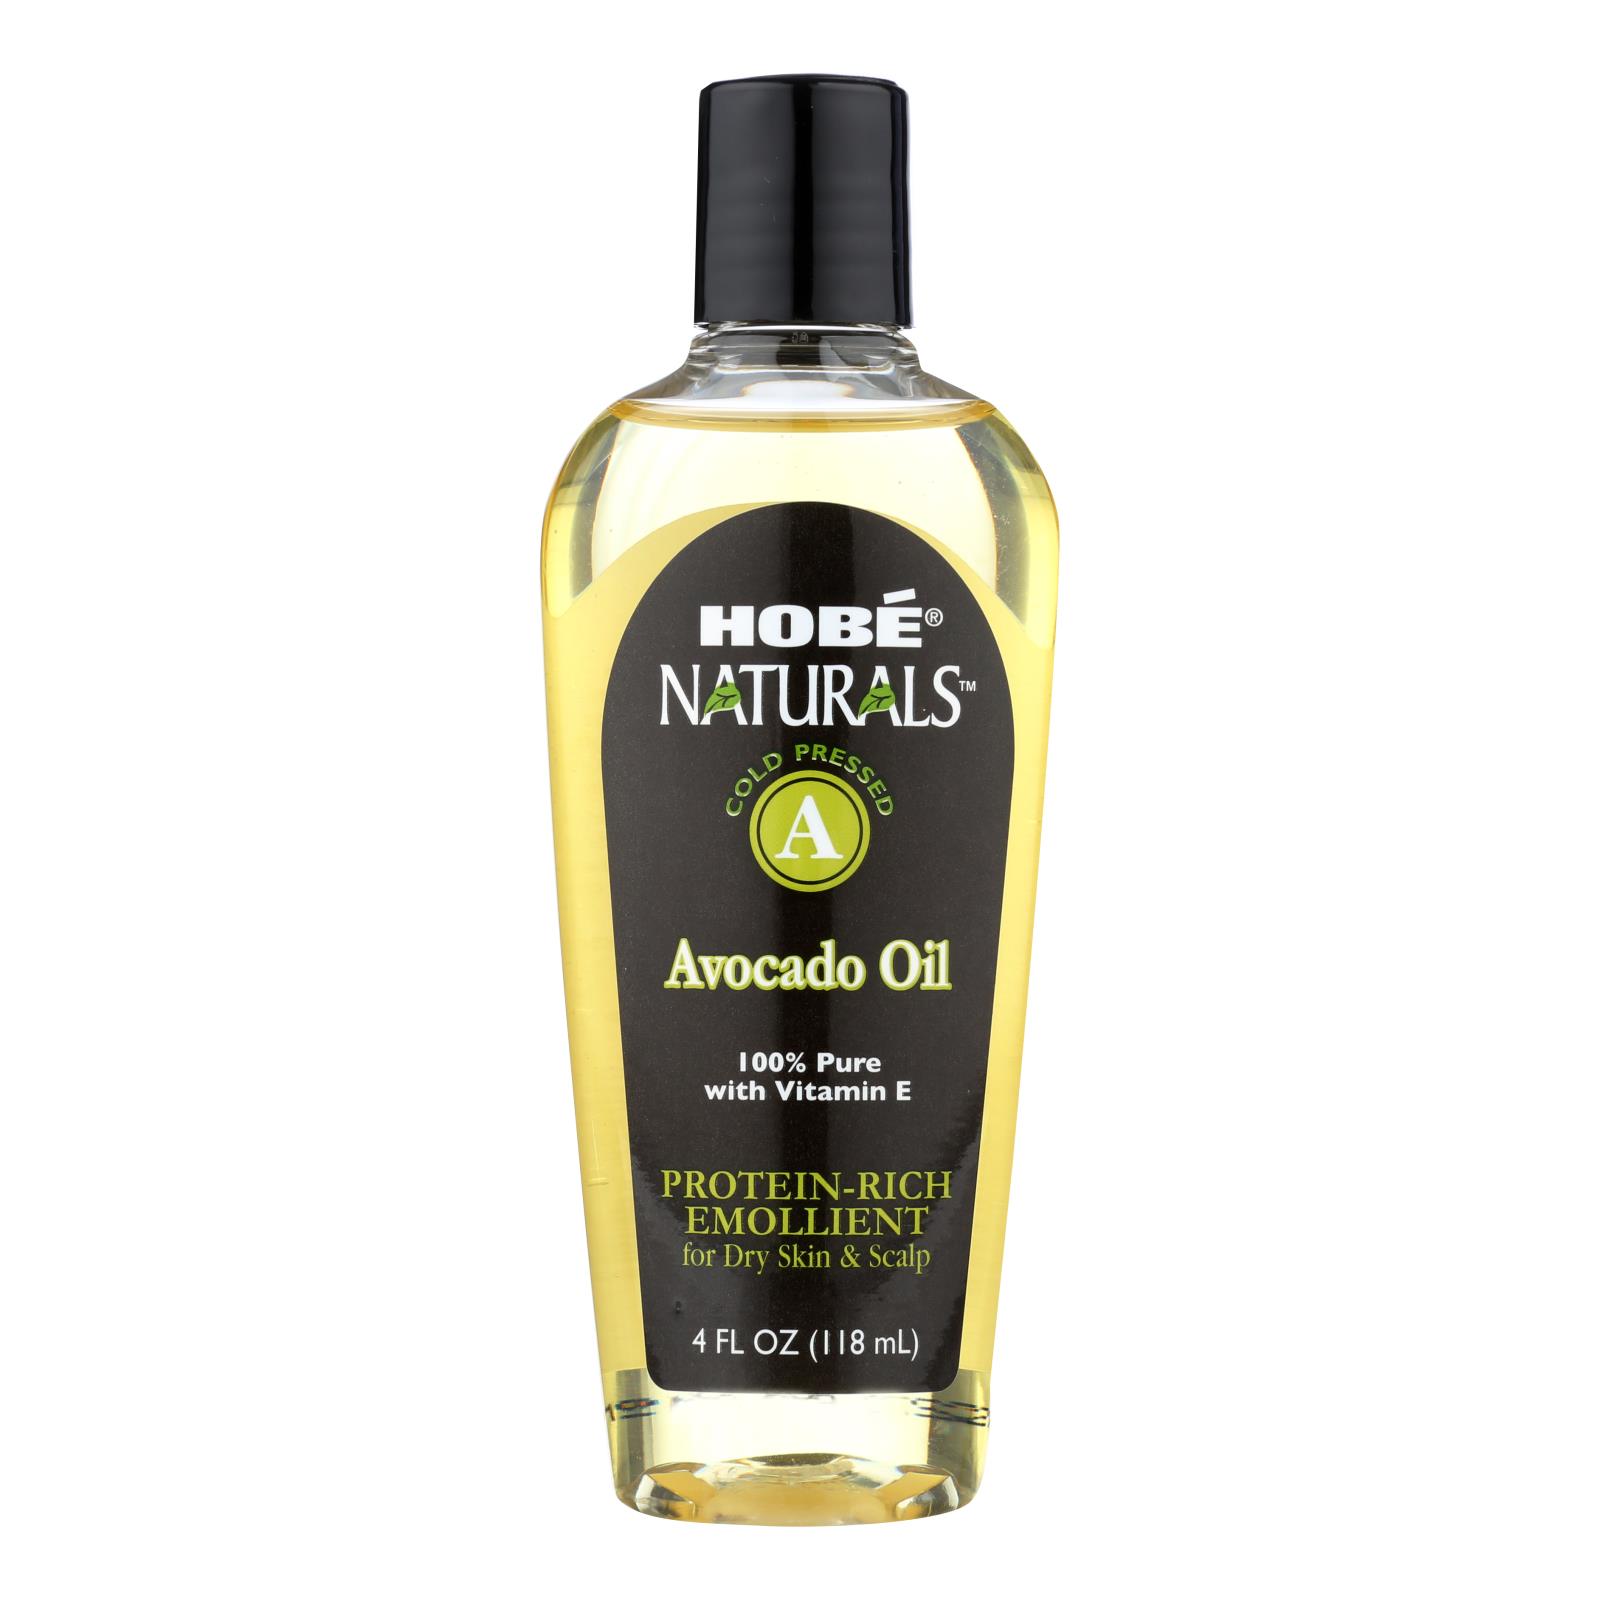 HOBÉ®
NATURALS™
COLD PRESSED
A
Avocado Oil
100% Pure
with Vitamin E
PROTEIN-RICH
EMOLLIENT
for Dry Skin & Scalp
4 FL OZ (118 mL)